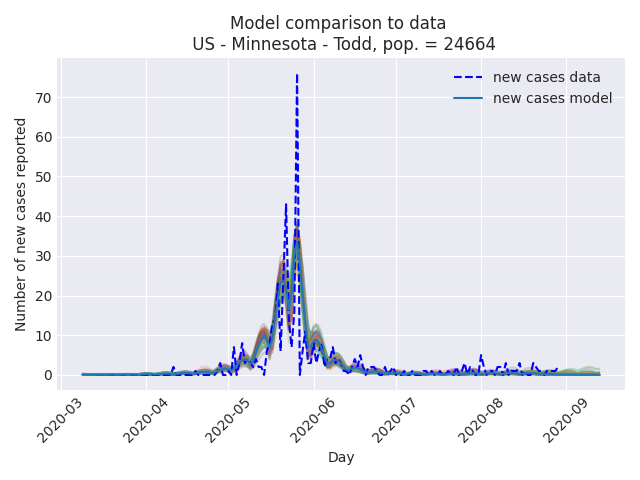 Model comparison to data
US - Minnesota - Todd, pop. = 24664
new cases data
new cases model
Number of new cases reported
70
60
50
40
30
20
10
0
2020-03
2020-04
2020-05
2020-06
2020-07
2020-08
2020-09
Day